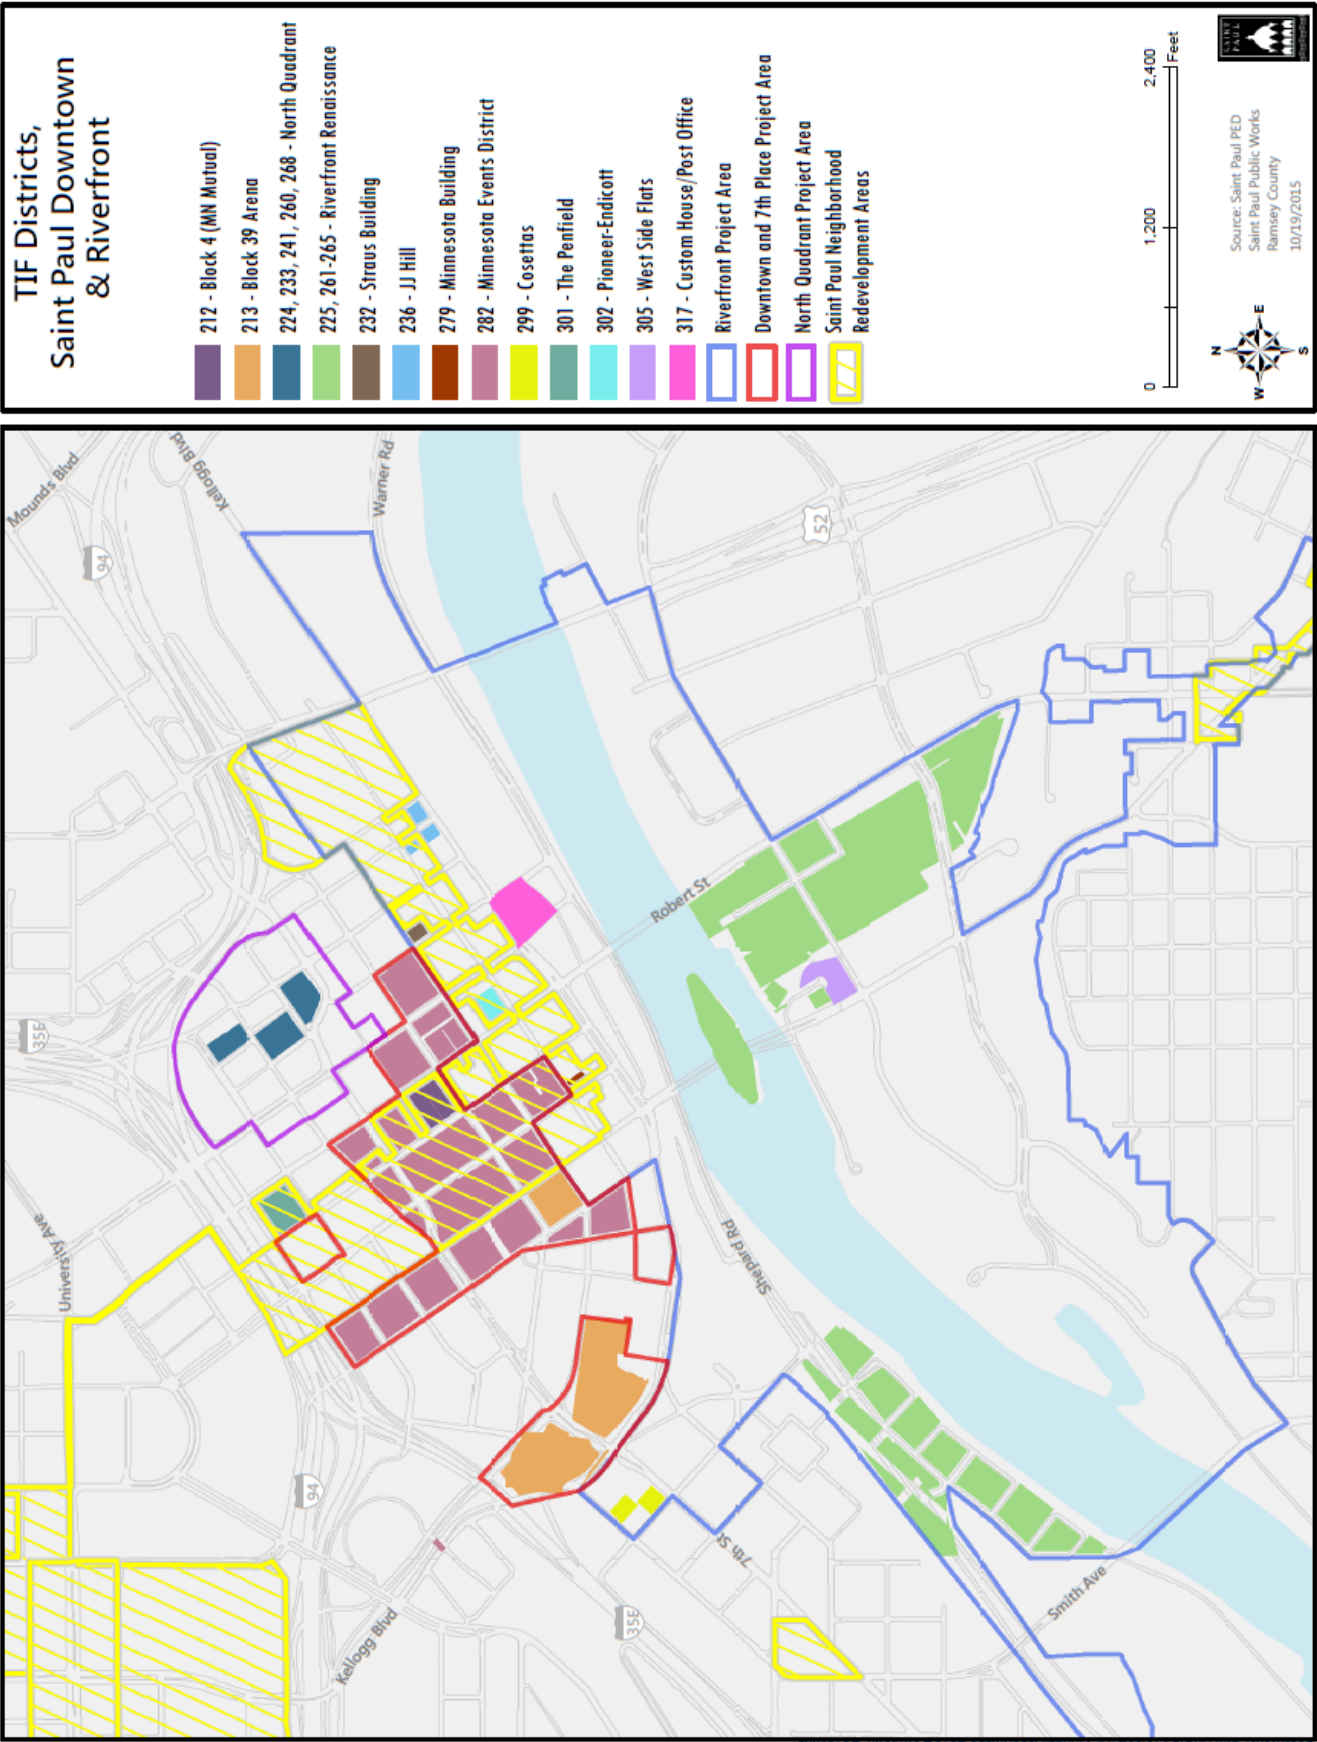 TIF Districts,
Saint Paul Downtown
& Riverfront
212 - Block 4 (MN Mutual)
213 - Block 39 Arena
224, 233, 241, 260, 268 - North Quadrant
225, 261-265 - Riverfront Renaissance
232 - Straus Building
236 - JJ Hill
279 - Minnesota Building
282 - Minnesota Events District
299 - Cosettas
301 - The Penfield
302 - Pioneer-Endicott
305 - West Side Flats
317 - Custom House/Post Office
Riverfront Project Area
Downtown and 7th Place Project Area
North Quadrant Project Area
Saint Paul Neighborhood
Redevelopment Areas
0 1,200 2,400
Feet
N
W E
S
Source: Saint Paul PED
Saint Paul Public Works
Ramsey County
10/19/2015
SAINT
PAUL
Mounds Blvd
94
Kellogg Blvd
Warner Rd
52
35E
Robert St
University Ave
Shepard Rd
94
7th St
Kellogg Blvd
35E
Smith Ave